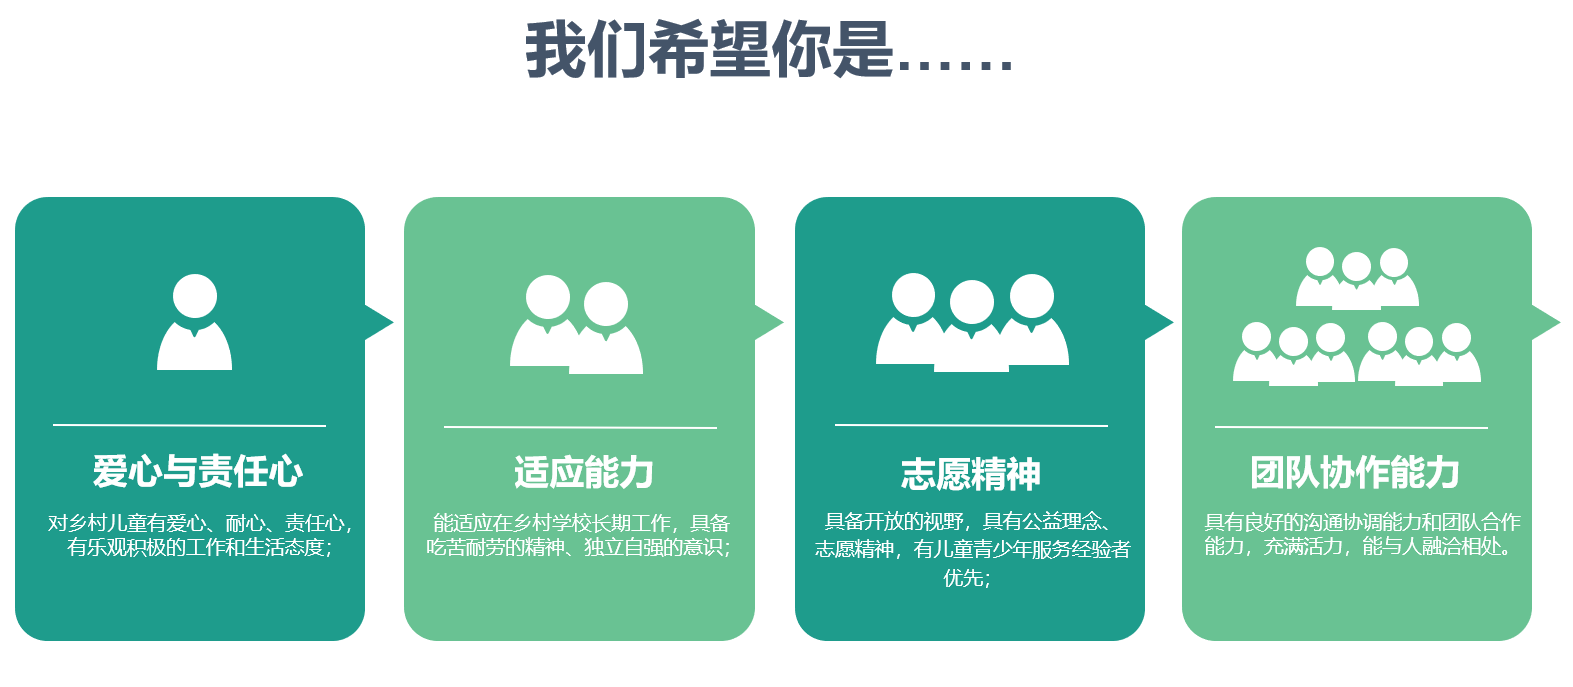 我们希望你是……
爱心与责任心
对乡村儿童有爱心、耐心、责任心，
有乐观积极的工作和生活态度；
适应能力
能适应在乡村学校长期工作，具备
吃苦耐劳的精神、独立自强的意识；
志愿精神
具备开放的视野，具有公益理念、
志愿精神，有儿童青少年服务经验者
优先；
团队协作能力
具有良好的沟通协调能力和团队合作
能力，充满活力，能与人融洽相处。